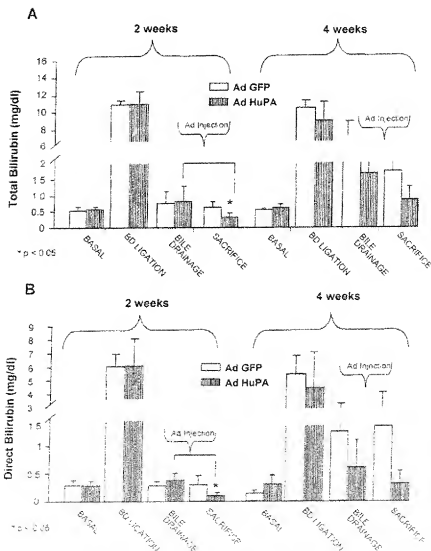 A
2 weeks
4 weeks
Total Bilirubin (mg/dl)
16
14
12
10
8
6
2
1.5
1.0
0.5
0
Ad GFP
Ad HuPA
Ad Injection
Ad Injection
*
*p < 0.05
BASAL
BD LIGATION
BILE DRAINAGE
SACRIFICE
BASAL
BD LIGATION
BILE DRAINAGE
SACRIFICE
B
2 weeks
4 weeks
Direct Bilirubin (mg/dl)
9
8
7
6
5
4
3
1.5
1
0.5
0
Ad GFP
Ad HuPA
Ad Injection
Ad Injection
*
*p < 0.05
BASAL
BD LIGATION
BILE DRAINAGE
SACRIFICE
BASAL
BD LIGATION
BILE DRAINAGE
SACRIFICE